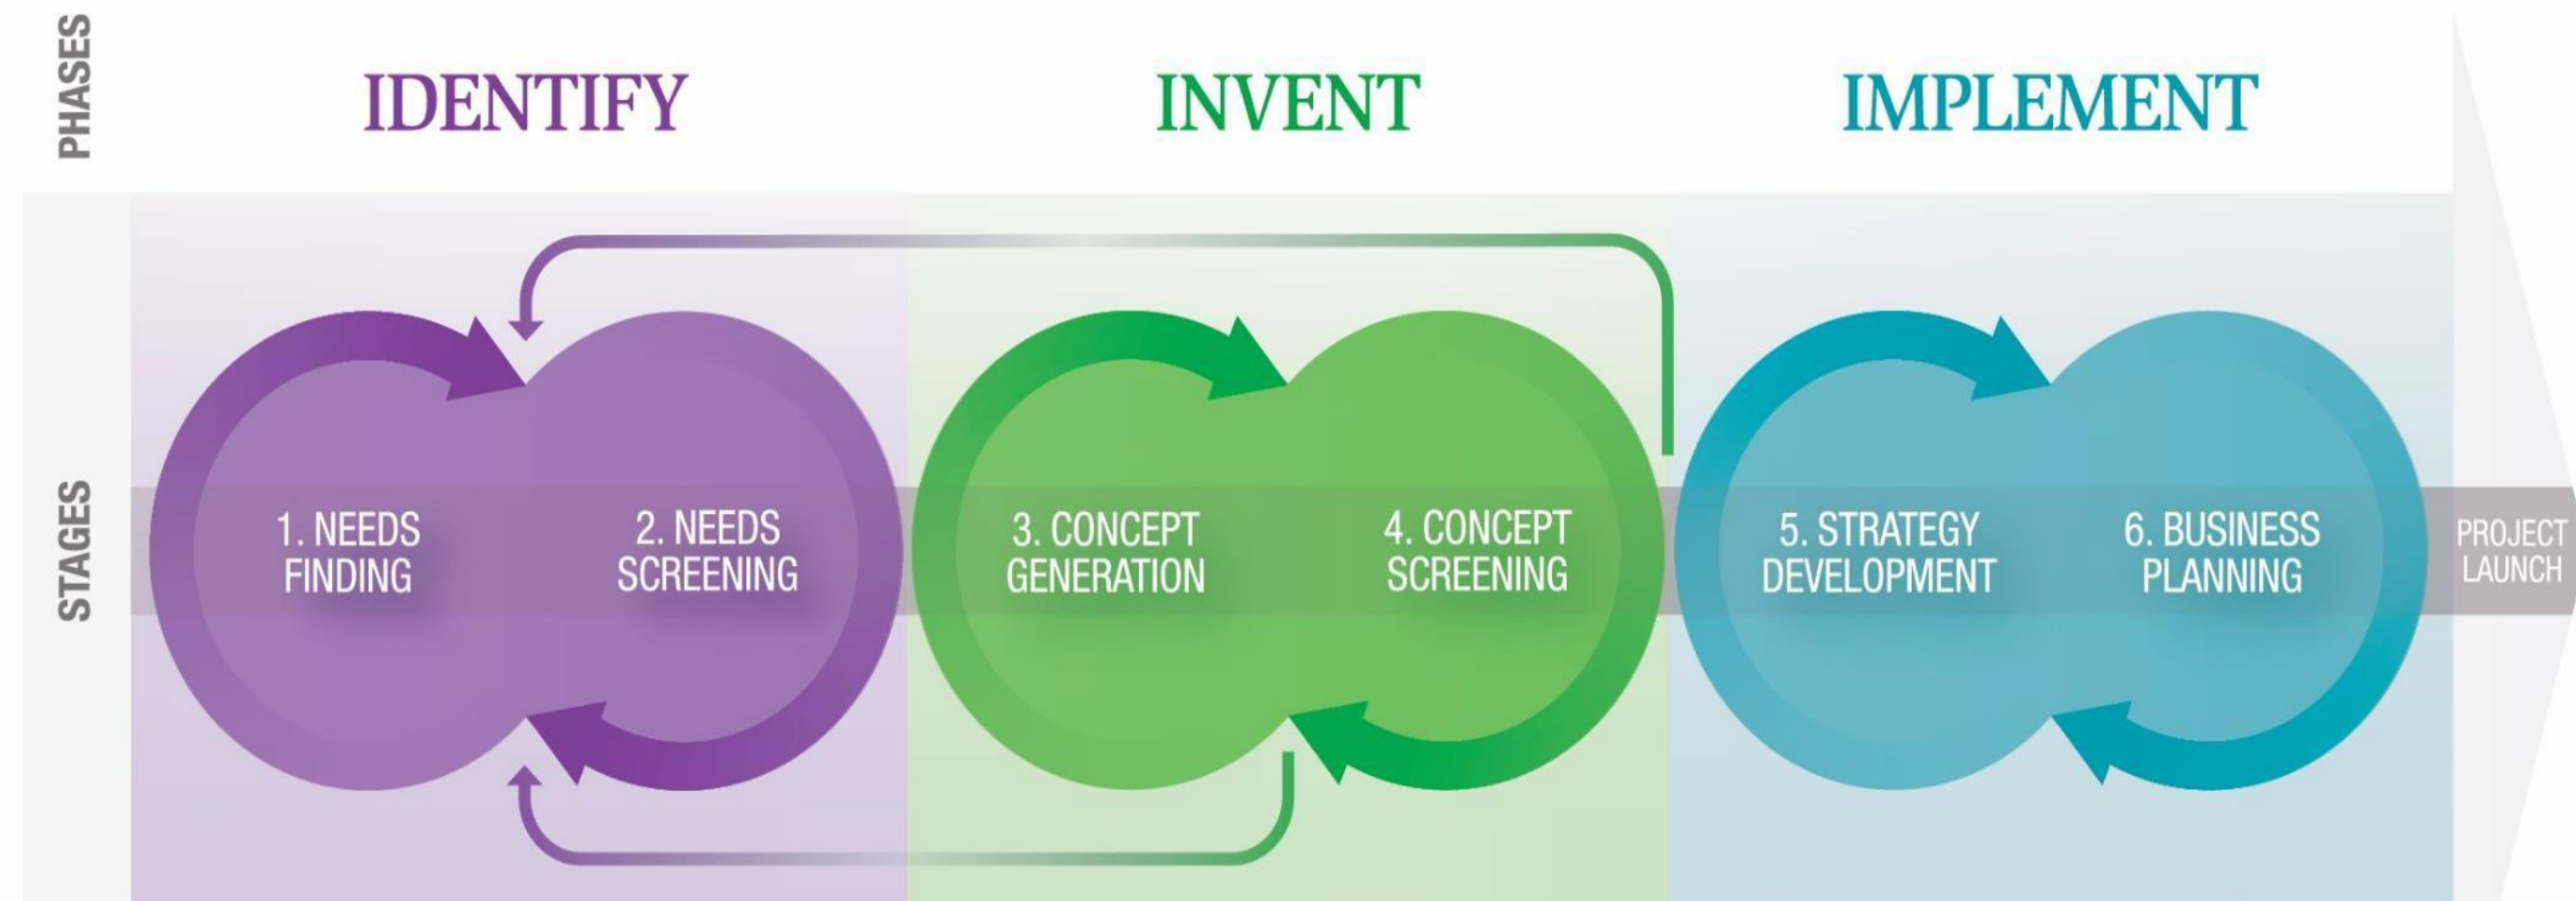 PHASES
IDENTIFY
INVENT
IMPLEMENT
STAGES
1. NEEDS
FINDING
2. NEEDS
SCREENING
3. CONCEPT
GENERATION
4. CONCEPT
SCREENING
5. STRATEGY
DEVELOPMENT
6. BUSINESS
PLANNING
PROJECT
LAUNCH